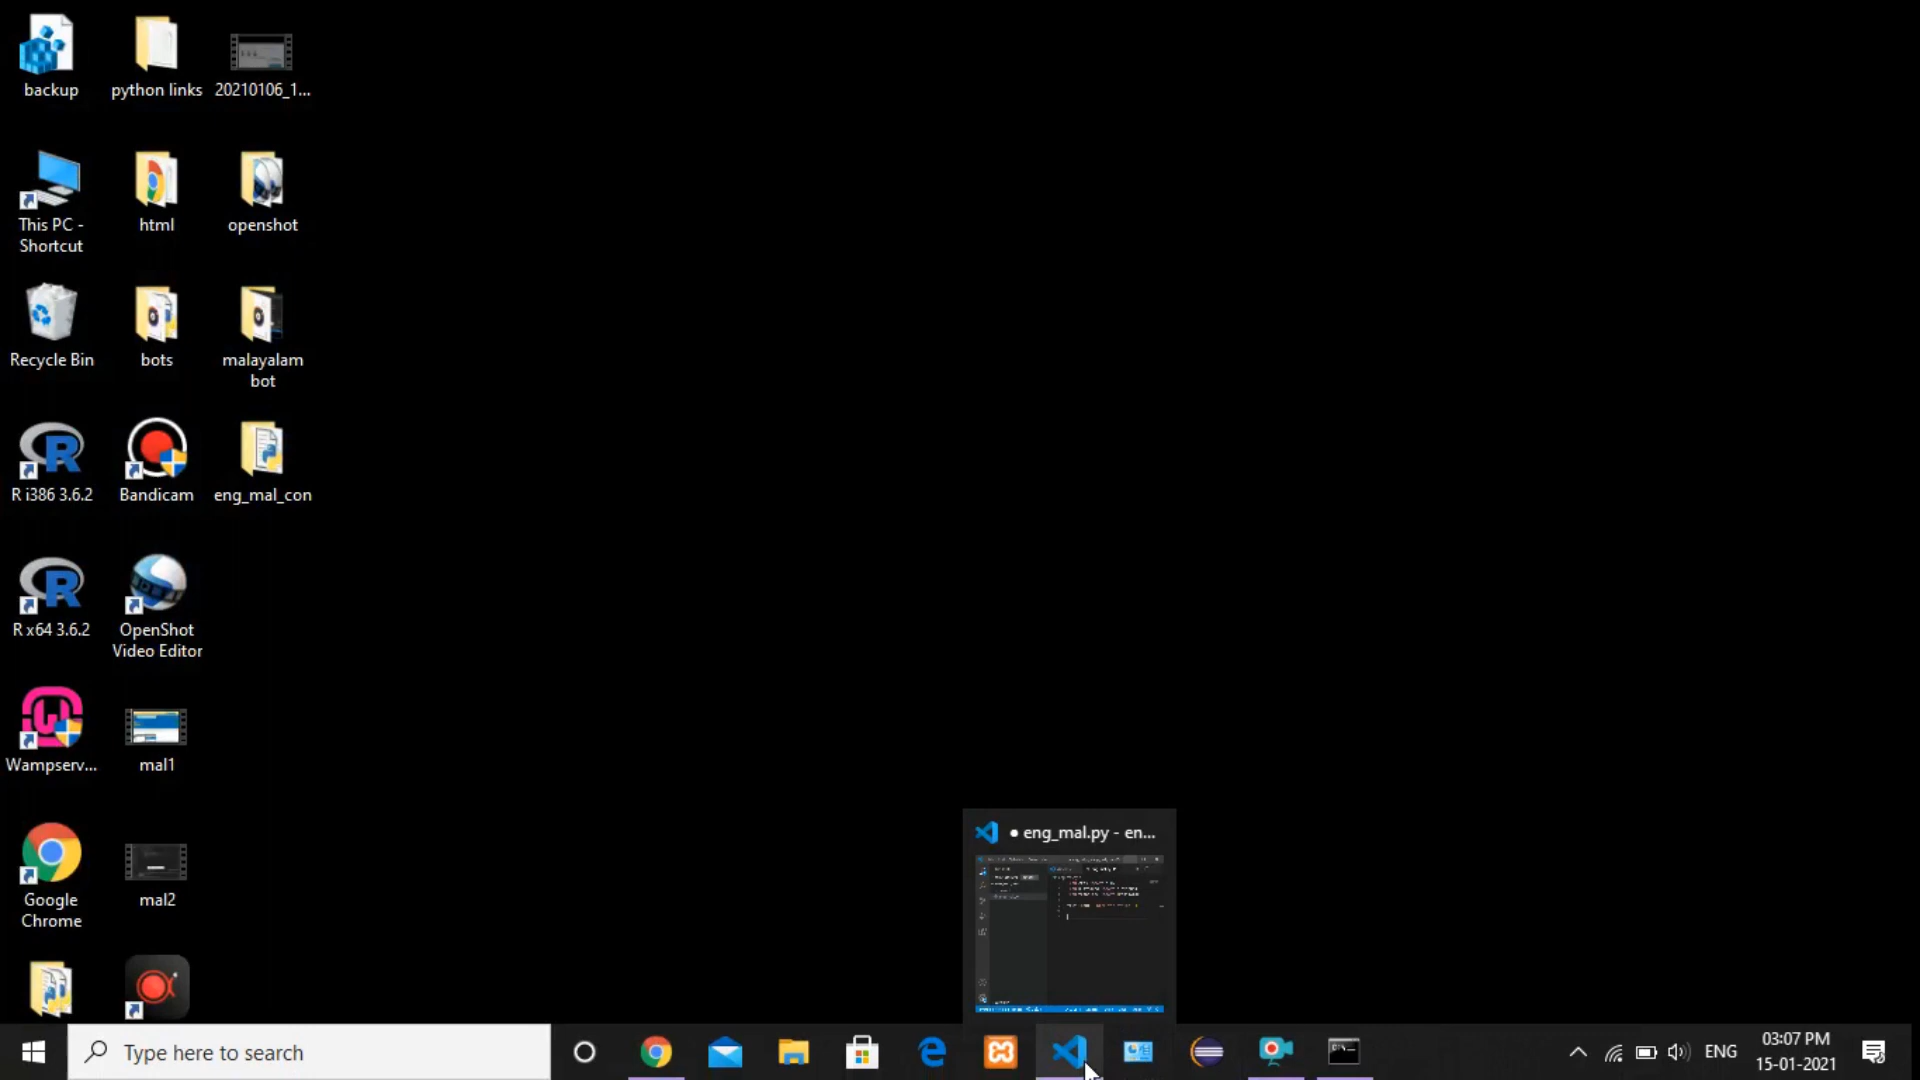 backup
python links
20210106_1...
This PC -
Shortcut
html
openshot
Recycle Bin
bots
malayalam
bot
R i386 3.6.2
Bandicam
eng_mal_con
R x64 3.6.2
OpenShot
Video Editor
Wampserv...
mal1
Google
Chrome
mal2
● eng_mal.py - en...
Type here to search
ENG
03:07 PM
15-01-2021